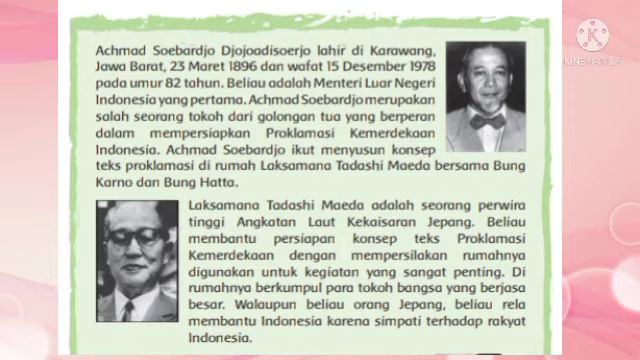 KINEMASTER
Achmad Soebardjo Djojoadisoerjo lahir di Karawang,
Jawa Barat, 23 Maret 1896 dan wafat 15 Desember 1978
pada umur 82 tahun. Beliau adalah Menteri Luar Negeri
Indonesia yang pertama. Achmad Soebardjo merupakan
salah seorang tokoh dari golongan tua yang berperan
dalam mempersiapkan Proklamasi Kemerdekaan
Indonesia. Achmad Soebardjo ikut menyusun konsep
teks proklamasi di rumah Laksamana Tadashi Maeda bersama Bung
Karno dan Bung Hatta.
Laksamana Tadashi Maeda adalah seorang perwira
tinggi Angkatan Laut Kekaisaran Jepang. Beliau
membantu persiapan konsep teks Proklamasi
Kemerdekaan dengan mempersilakan rumahnya
digunakan untuk kegiatan yang sangat penting. Di
rumahnya berkumpul para tokoh bangsa yang berjasa
besar. Walaupun beliau orang Jepang, beliau rela
membantu Indonesia karena simpati terhadap rakyat
Indonesia.